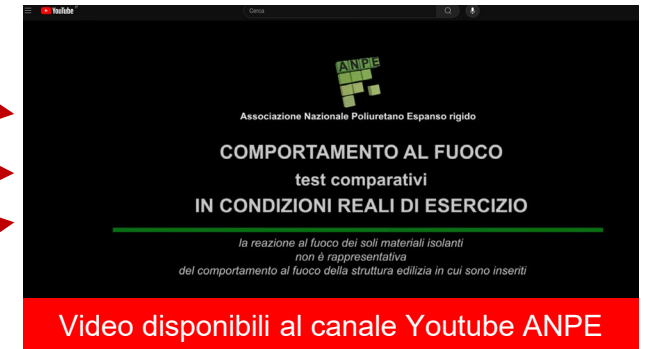 YouTube
IT
Cerca
ANPE
Associazione Nazionale Poliuretano Espanso rigido
COMPORTAMENTO AL FUOCO
test comparativi
IN CONDIZIONI REALI DI ESERCIZIO
la reazione al fuoco dei soli materiali isolanti
non è rappresentativa
del comportamento al fuoco della struttura edilizia in cui sono inseriti
Video disponibili al canale Youtube ANPE